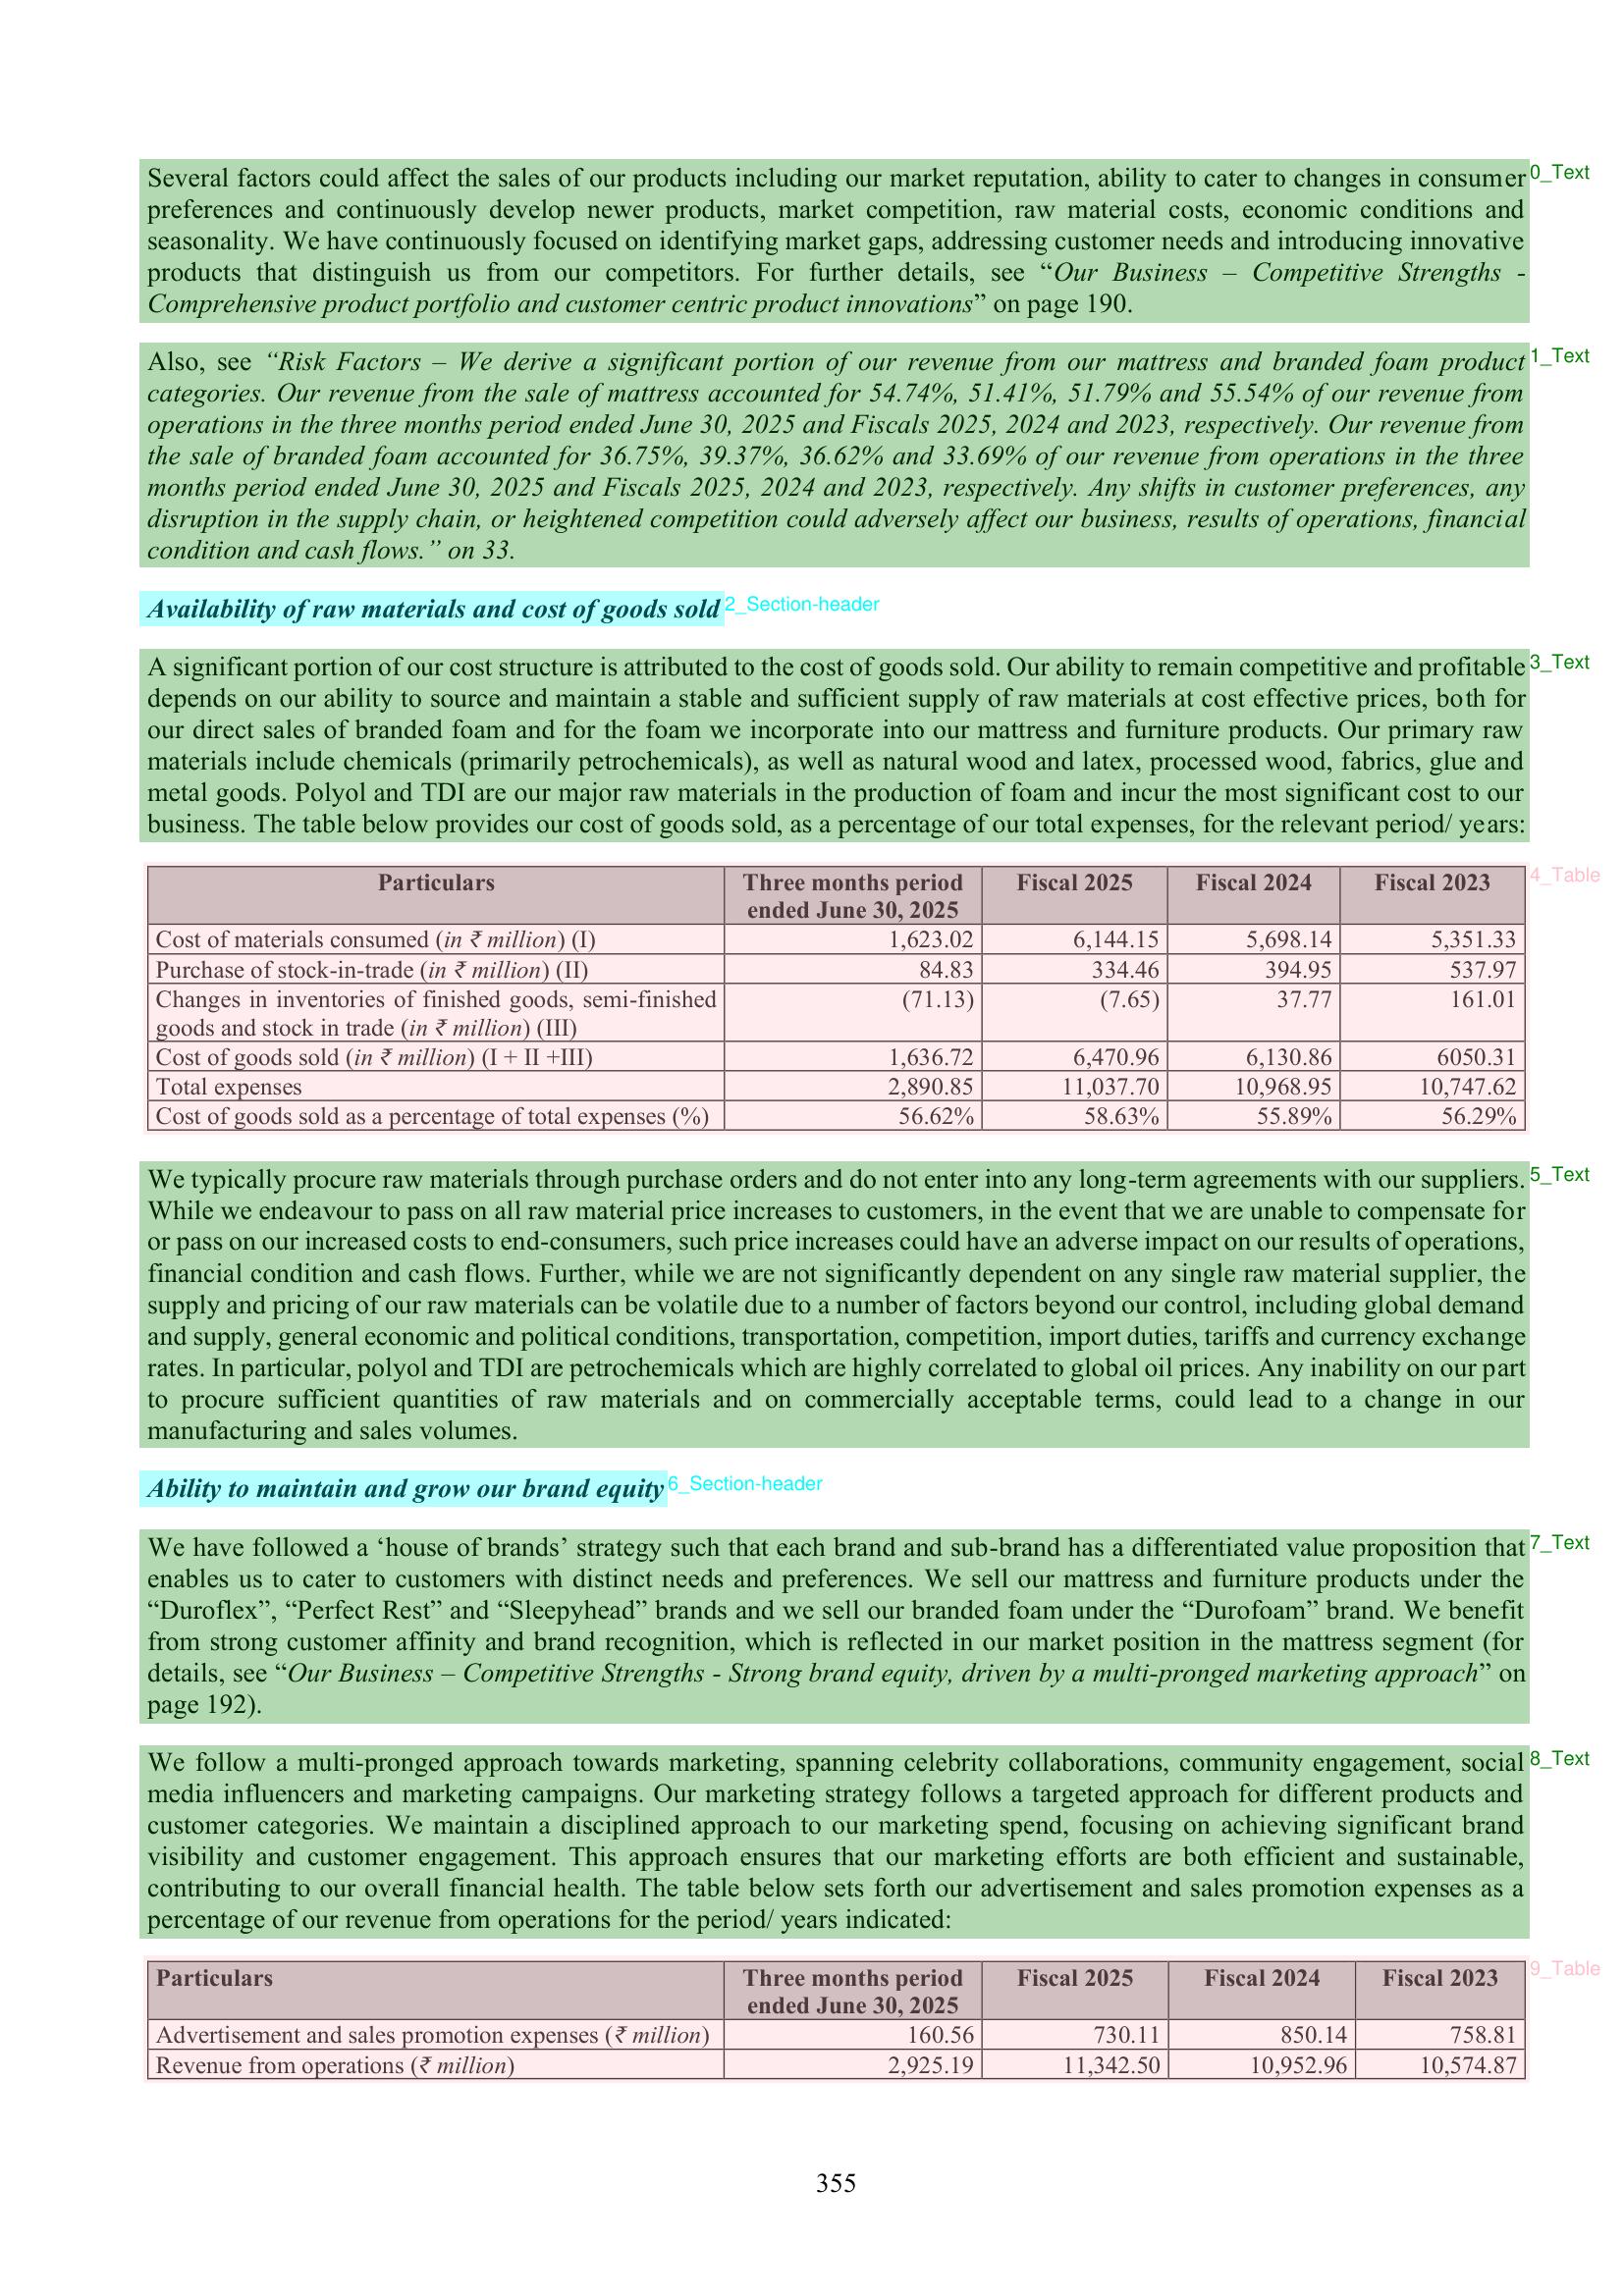 Several factors could affect the sales of our products including our market reputation, ability to cater to changes in consumer 0_Text
preferences and continuously develop newer products, market competition, raw material costs, economic conditions and
seasonality. We have continuously focused on identifying market gaps, addressing customer needs and introducing innovative
products that distinguish us from our competitors. For further details, see “Our Business – Competitive Strengths -
Comprehensive product portfolio and customer centric product innovations” on page 190.
Also, see “Risk Factors – We derive a significant portion of our revenue from our mattress and branded foam product 1_Text
categories. Our revenue from the sale of mattress accounted for 54.74%, 51.41%, 51.79% and 55.54% of our revenue from
operations in the three months period ended June 30, 2025 and Fiscals 2025, 2024 and 2023, respectively. Our revenue from
the sale of branded foam accounted for 36.75%, 39.37%, 36.62% and 33.69% of our revenue from operations in the three
months period ended June 30, 2025 and Fiscals 2025, 2024 and 2023, respectively. Any shifts in customer preferences, any
disruption in the supply chain, or heightened competition could adversely affect our business, results of operations, financial
condition and cash flows.” on 33.
Availability of raw materials and cost of goods sold 2_Section-header
A significant portion of our cost structure is attributed to the cost of goods sold. Our ability to remain competitive and profitable 3_Text
depends on our ability to source and maintain a stable and sufficient supply of raw materials at cost effective prices, both for
our direct sales of branded foam and for the foam we incorporate into our mattress and furniture products. Our primary raw
materials include chemicals (primarily petrochemicals), as well as natural wood and latex, processed wood, fabrics, glue and
metal goods. Polyol and TDI are our major raw materials in the production of foam and incur the most significant cost to our
business. The table below provides our cost of goods sold, as a percentage of our total expenses, for the relevant period/ years:
Particulars Three months period Fiscal 2025 Fiscal 2024 Fiscal 2023 4_Table
ended June 30, 2025
Cost of materials consumed (in ₹ million) (I) 1,623.02 6,144.15 5,698.14 5,351.33
Purchase of stock-in-trade (in ₹ million) (II) 84.83 334.46 394.95 537.97
Changes in inventories of finished goods, semi-finished (71.13) (7.65) 37.77 161.01
goods and stock in trade (in ₹ million) (III)
Cost of goods sold (in ₹ million) (I + II +III) 1,636.72 6,470.96 6,130.86 6050.31
Total expenses 2,890.85 11,037.70 10,968.95 10,747.62
Cost of goods sold as a percentage of total expenses (%) 56.62% 58.63% 55.89% 56.29%
We typically procure raw materials through purchase orders and do not enter into any long-term agreements with our suppliers. 5_Text
While we endeavour to pass on all raw material price increases to customers, in the event that we are unable to compensate for
or pass on our increased costs to end-consumers, such price increases could have an adverse impact on our results of operations,
financial condition and cash flows. Further, while we are not significantly dependent on any single raw material supplier, the
supply and pricing of our raw materials can be volatile due to a number of factors beyond our control, including global demand
and supply, general economic and political conditions, transportation, competition, import duties, tariffs and currency exchange
rates. In particular, polyol and TDI are petrochemicals which are highly correlated to global oil prices. Any inability on our part
to procure sufficient quantities of raw materials and on commercially acceptable terms, could lead to a change in our
manufacturing and sales volumes.
Ability to maintain and grow our brand equity 6_Section-header
We have followed a ‘house of brands’ strategy such that each brand and sub-brand has a differentiated value proposition that 7_Text
enables us to cater to customers with distinct needs and preferences. We sell our mattress and furniture products under the
“Duroflex”, “Perfect Rest” and “Sleepyhead” brands and we sell our branded foam under the “Durofoam” brand. We benefit
from strong customer affinity and brand recognition, which is reflected in our market position in the mattress segment (for
details, see “Our Business – Competitive Strengths - Strong brand equity, driven by a multi-pronged marketing approach” on
page 192).
We follow a multi-pronged approach towards marketing, spanning celebrity collaborations, community engagement, social 8_Text
media influencers and marketing campaigns. Our marketing strategy follows a targeted approach for different products and
customer categories. We maintain a disciplined approach to our marketing spend, focusing on achieving significant brand
visibility and customer engagement. This approach ensures that our marketing efforts are both efficient and sustainable,
contributing to our overall financial health. The table below sets forth our advertisement and sales promotion expenses as a
percentage of our revenue from operations for the period/ years indicated:
Particulars Three months period Fiscal 2025 Fiscal 2024 Fiscal 2023 9_Table
ended June 30, 2025
Advertisement and sales promotion expenses (₹ million) 160.56 730.11 850.14 758.81
Revenue from operations (₹ million) 2,925.19 11,342.50 10,952.96 10,574.87
355